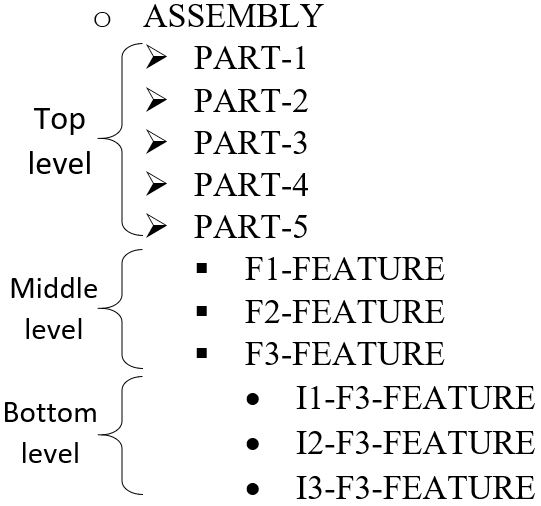 ASSEMBLY
PART-1
PART-2
PART-3
PART-4
PART-5
Top
level
F1-FEATURE
F2-FEATURE
F3-FEATURE
Middle
level
I1-F3-FEATURE
I2-F3-FEATURE
I3-F3-FEATURE
Bottom
level